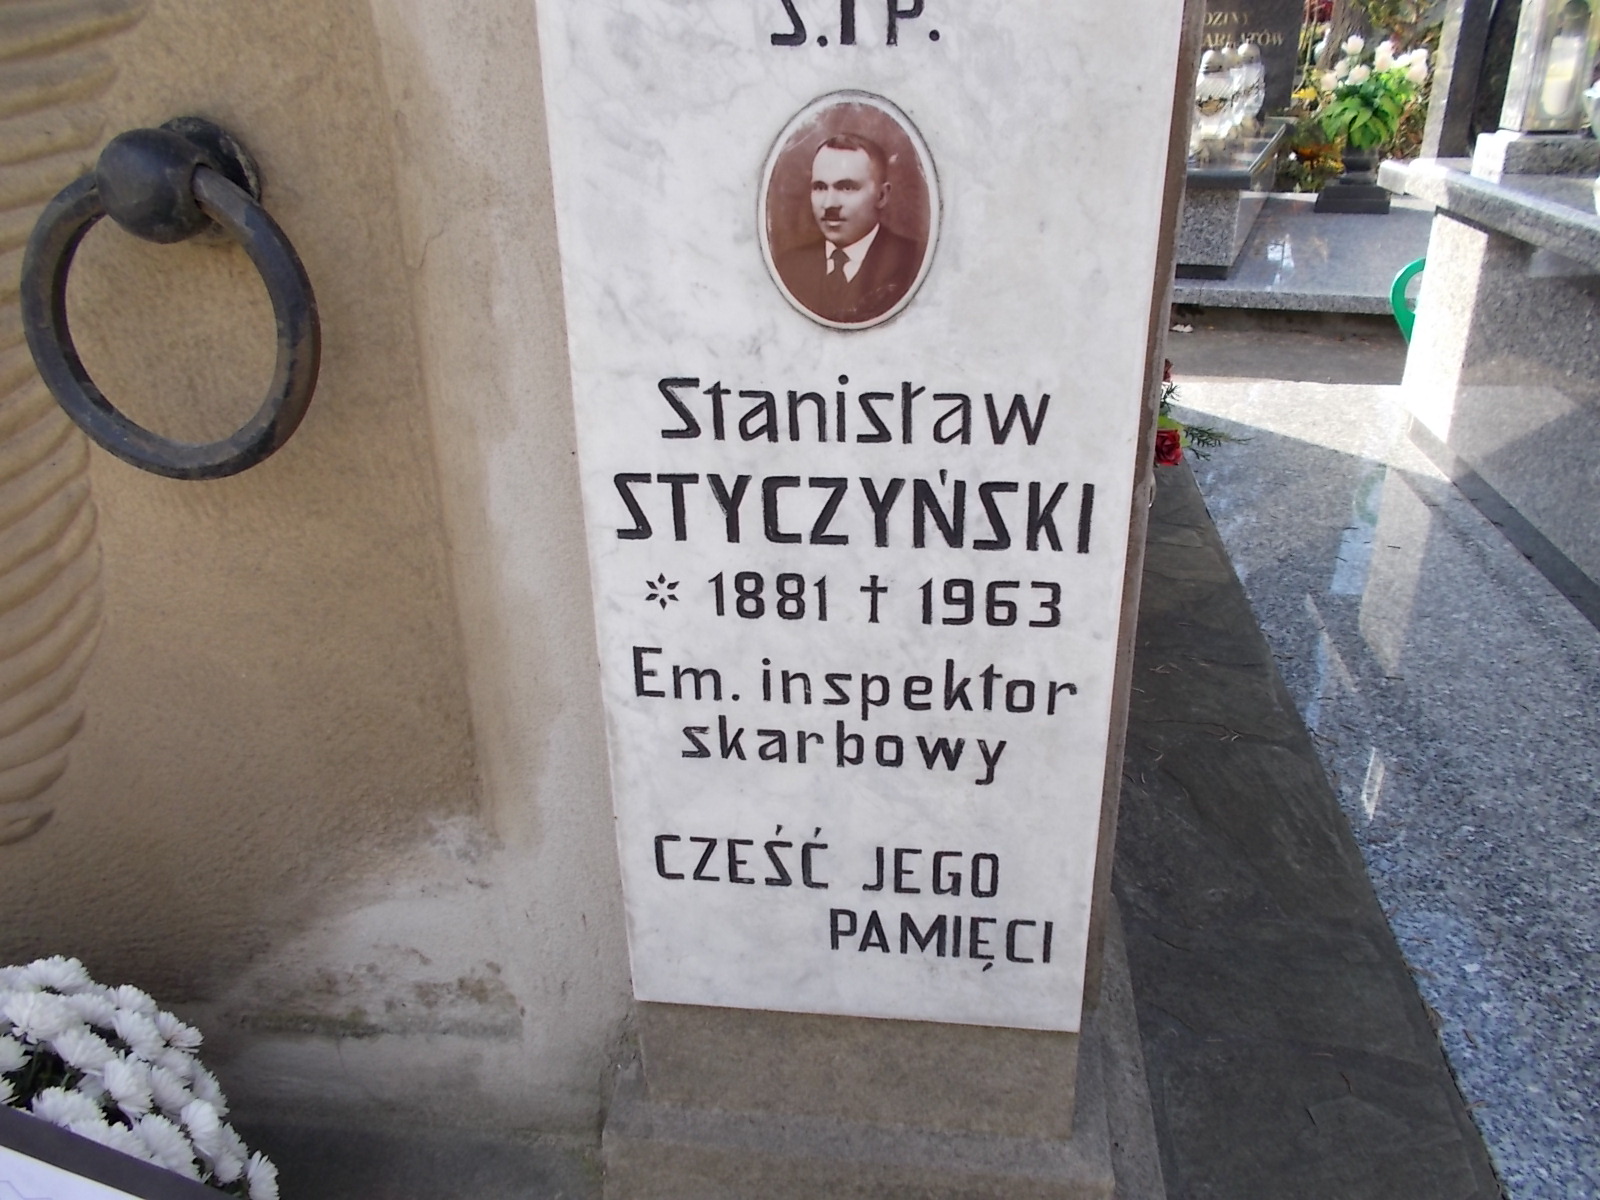 Ś.†P.
Stanisław
STYCZYŃSKI
* 1881 † 1963
Em. inspektor
skarbowy
CZEŚĆ JEGO
PAMIĘCI